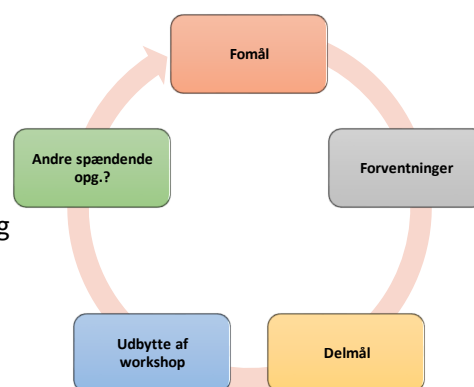 Fomål
Forventninger
Delmål
Udbytte af
workshop
Andre spændende
opg.?
g